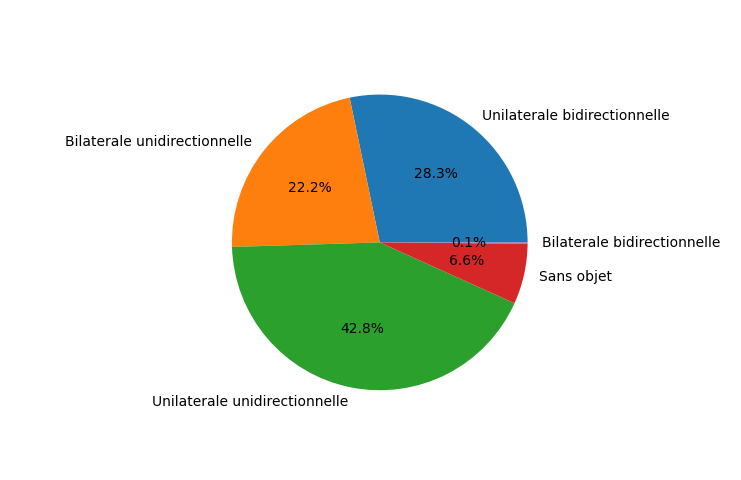 Unilaterale bidirectionnelle
Bilaterale unidirectionnelle
28.3%
22.2%
0.1%
Bilaterale bidirectionnelle
6.6%
Sans objet
42.8%
Unilaterale unidirectionnelle